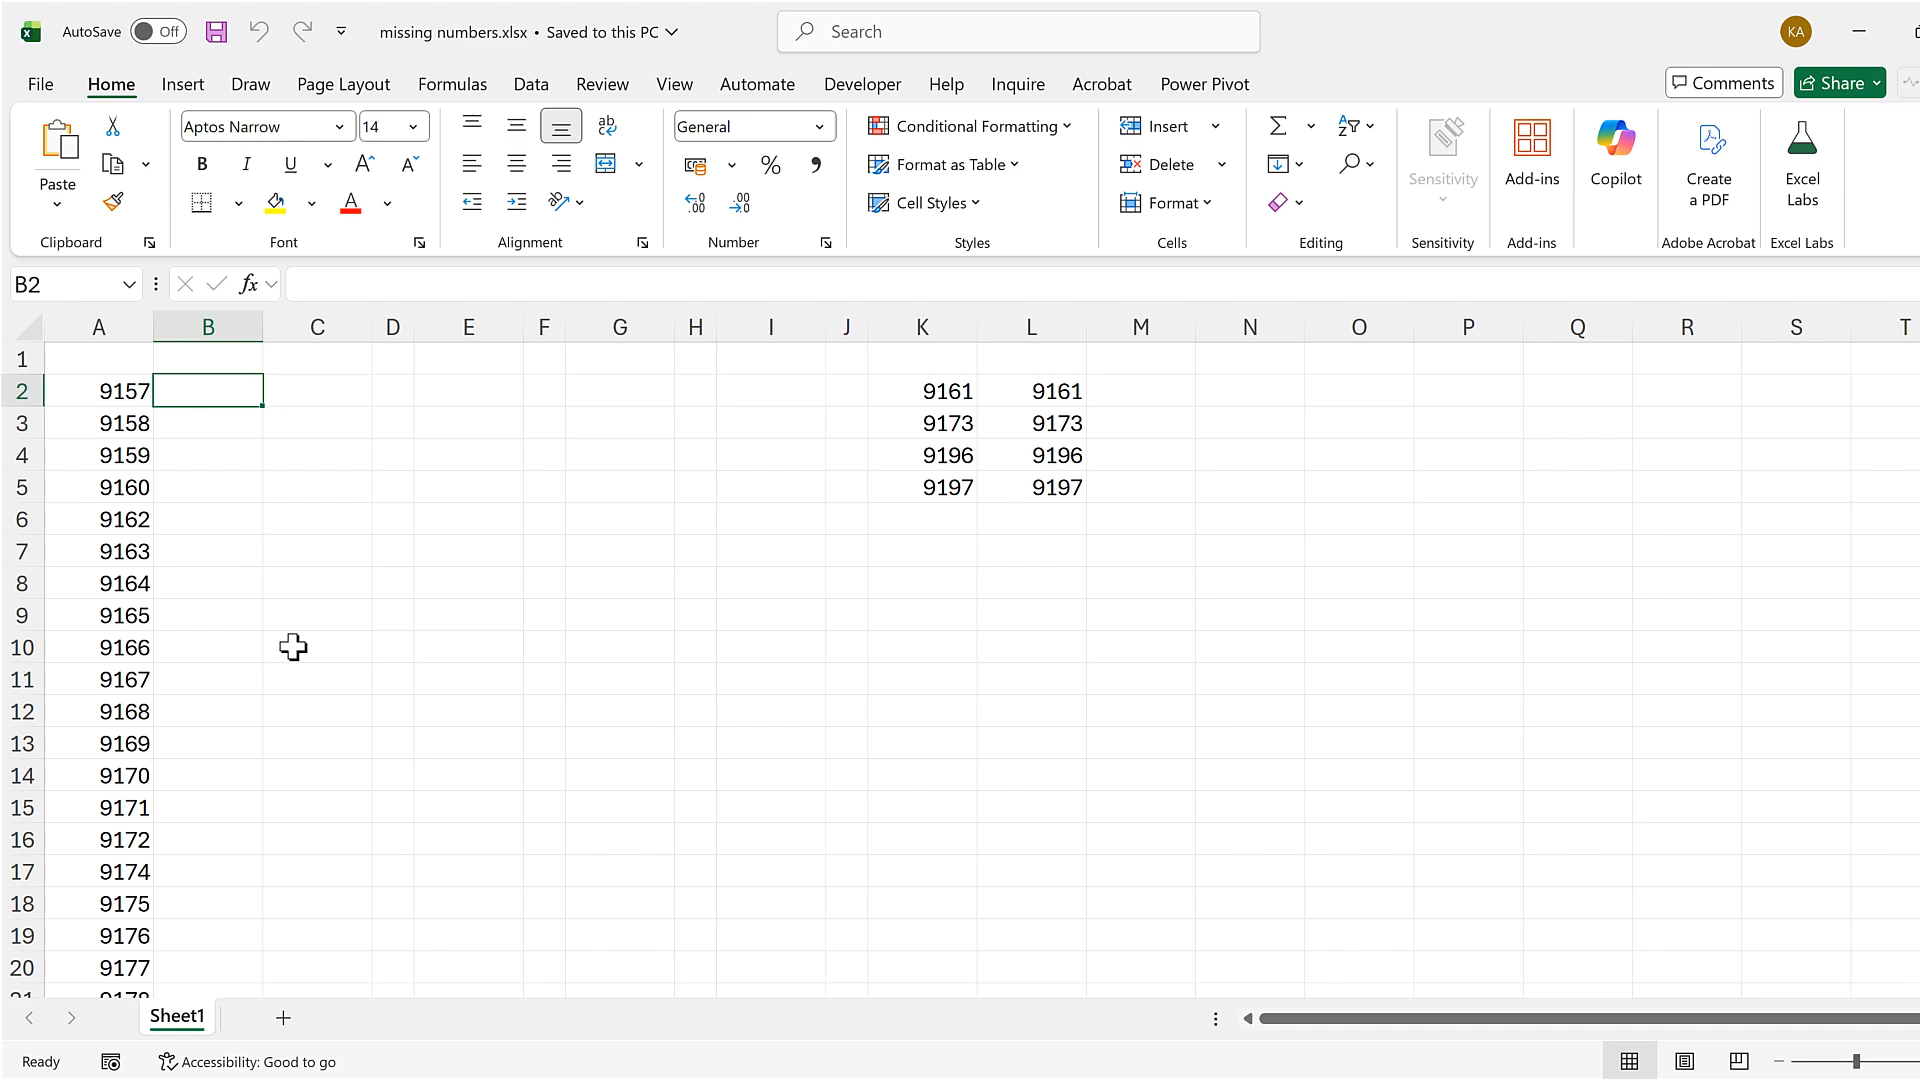 AutoSave Off missing numbers.xlsx • Saved to this PC Search KA
File Home Insert Draw Page Layout Formulas Data Review View Automate Developer Help Inquire Acrobat Power Pivot Comments Share
Paste
Clipboard
Aptos Narrow 14
B I U A A
A
Font
ab
Alignment
General
% ,
.00 .00
Number
Conditional Formatting
Format as Table
Cell Styles
Styles
Insert
Delete
Format
Cells
Editing
Sensitivity
Sensitivity
Add-ins
Add-ins
Copilot
Create
a PDF
Adobe Acrobat
Excel
Labs
Excel Labs
B2 fx
A B C D E F G H I J K L M N O P Q R S T
1
2 9157 9161 9161
3 9158 9173 9173
4 9159 9196 9196
5 9160 9197 9197
6 9162
7 9163
8 9164
9 9165
10 9166
11 9167
12 9168
13 9169
14 9170
15 9171
16 9172
17 9174
18 9175
19 9176
20 9177
21 9178
Sheet1
Ready Accessibility: Good to go